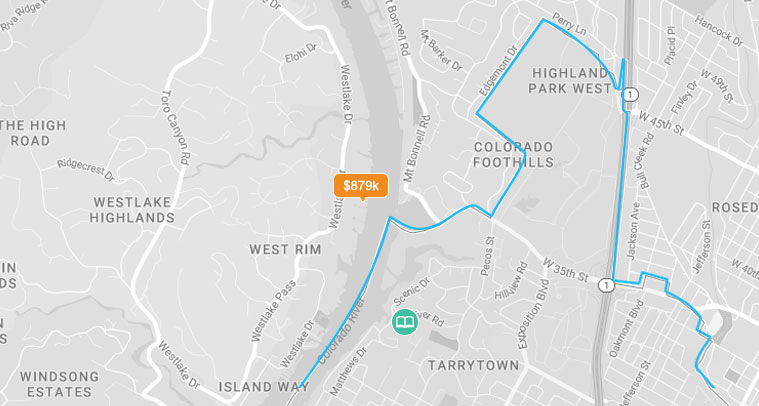 Riva Ridge R
Bonnell Rd
Perry Ln
Hancock Dr
Placid Pl
Elohi Dr
Westlake Dr
Mt Barker Dr
Edgemont Dr
HIGHLAND
PARK WEST
W 49th St
Finley Dr
1
W 45th St
THE HIGH
ROAD
Toro Canyon Rd
Mt Bonnell Rd
COLORADO
FOOTHILLS
Bull Creek Rd
Ridgecrest Dr
$879k
WESTLAKE
HIGHLANDS
Jackson Ave
ROSED
Jefferson St
WEST RIM
Pecos St
W 35th St
W 40th
1
Westlake Pass
Scenic Dr
Hillview Rd
Exposition Blvd
Colorado River
Oakmont Blvd
Westlake Dr
Westlake Dr
Matthews Dr
TARRYTOWN
Jefferson St
WINDSONG
ESTATES
ISLAND WAY